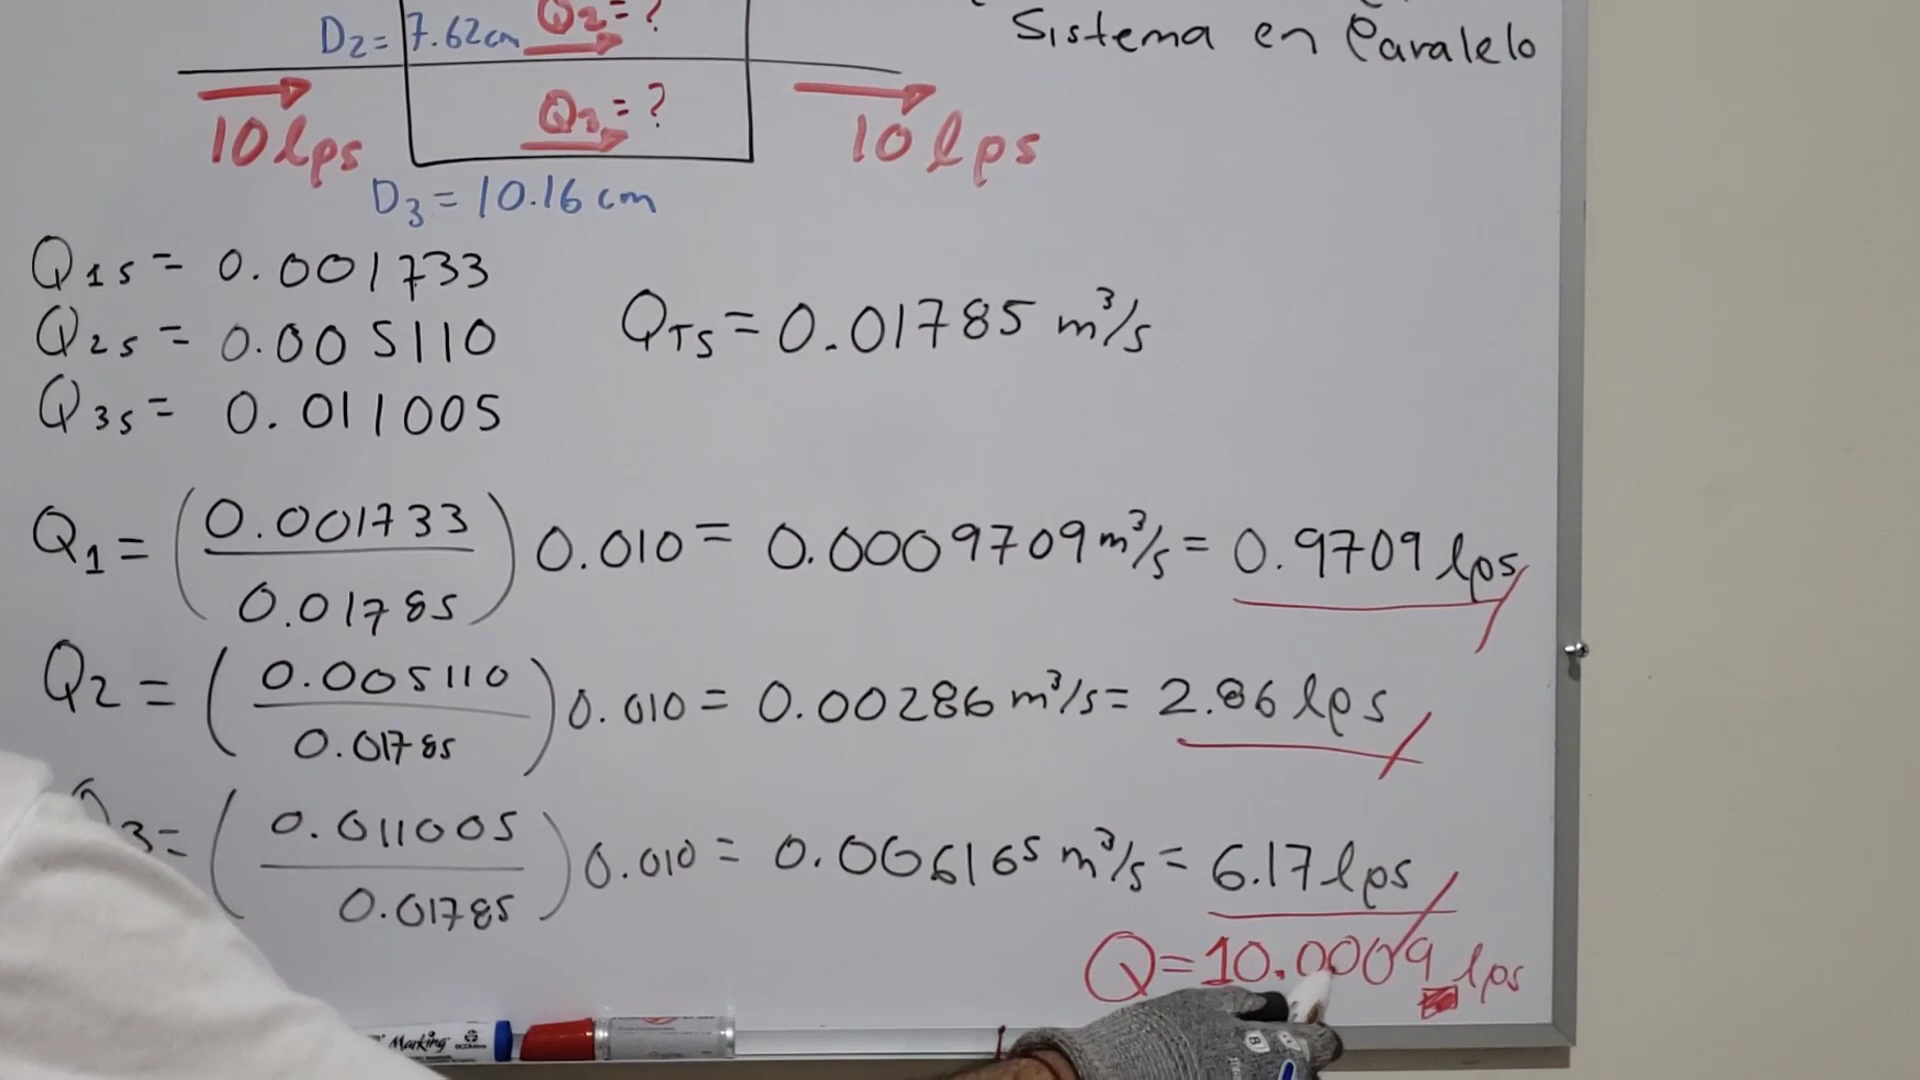 D2= 7.62cm Q2= ?
Sistema en Paralelo
Q3= ?
10 lps
10 lps
D3= 10.16 cm
Q1s= 0.001733
Q2s= 0.005110
QTS= 0.01785 m³/s
Q3s= 0.011005
Q1= (0.001733/0.01785) 0.010= 0.0009709 m³/s= 0.9709 lps
Q2= (0.005110/0.01785) 0.010= 0.00286 m³/s= 2.86 lps
3= (0.011005/0.01785) 0.010= 0.006165 m³/s= 6.17 lps
Q=10.0009 lps
Marking